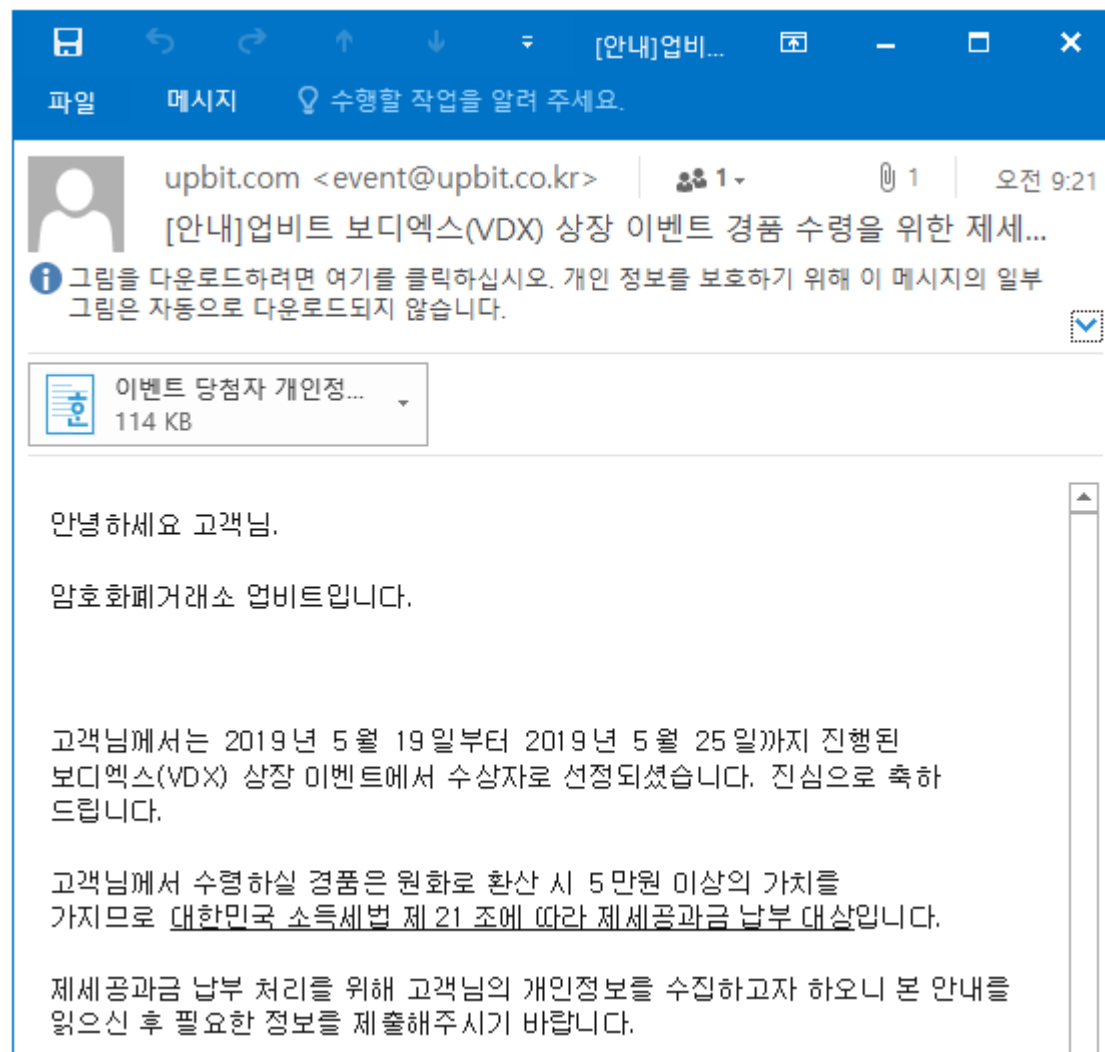 [안내]업비...
파일 메시지 수행할 작업을 알려 주세요.
upbit.com <event@upbit.co.kr> 1 1 오전 9:21
[안내]업비트 보디엑스(VDX) 상장 이벤트 경품 수령을 위한 제세...
그림을 다운로드하려면 여기를 클릭하십시오. 개인 정보를 보호하기 위해 이 메시지의 일부
그림은 자동으로 다운로드되지 않습니다.
이벤트 당첨자 개인정...
114 KB
안녕하세요 고객님.
암호화폐거래소 업비트입니다.
고객님께서는 2019년 5월 19일부터 2019년 5월 25일까지 진행된
보디엑스(VDX) 상장 이벤트에서 수상자로 선정되셨습니다. 진심으로 축하
드립니다.
고객님께서 수령하실 경품은 원화로 환산 시 5만원 이상의 가치를
가지므로 대한민국 소득세법 제 21 조에 따라 제세공과금 납부 대상입니다.
제세공과금 납부 처리를 위해 고객님의 개인정보를 수집하고자 하오니 본 안내를
읽으신 후 필요한 정보를 제출해주시기 바랍니다.